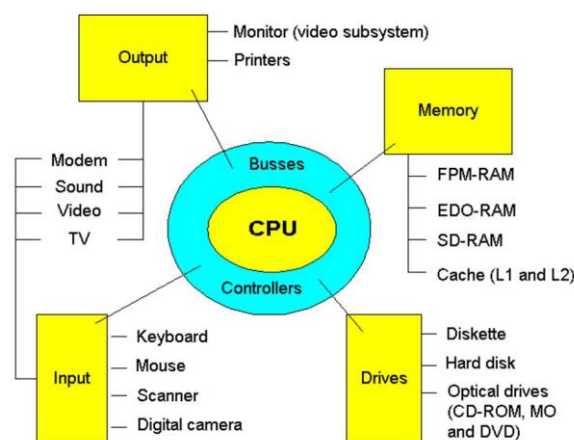 Output
Monitor (video subsystem)
Printers
Memory
FPM-RAM
EDO-RAM
SD-RAM
Cache (L1 and L2)
Modem
Sound
Video
TV
Busses
CPU
Controllers
Input
Keyboard
Mouse
Scanner
Digital camera
Drives
Diskette
Hard disk
Optical drives
(CD-ROM, MO
and DVD)